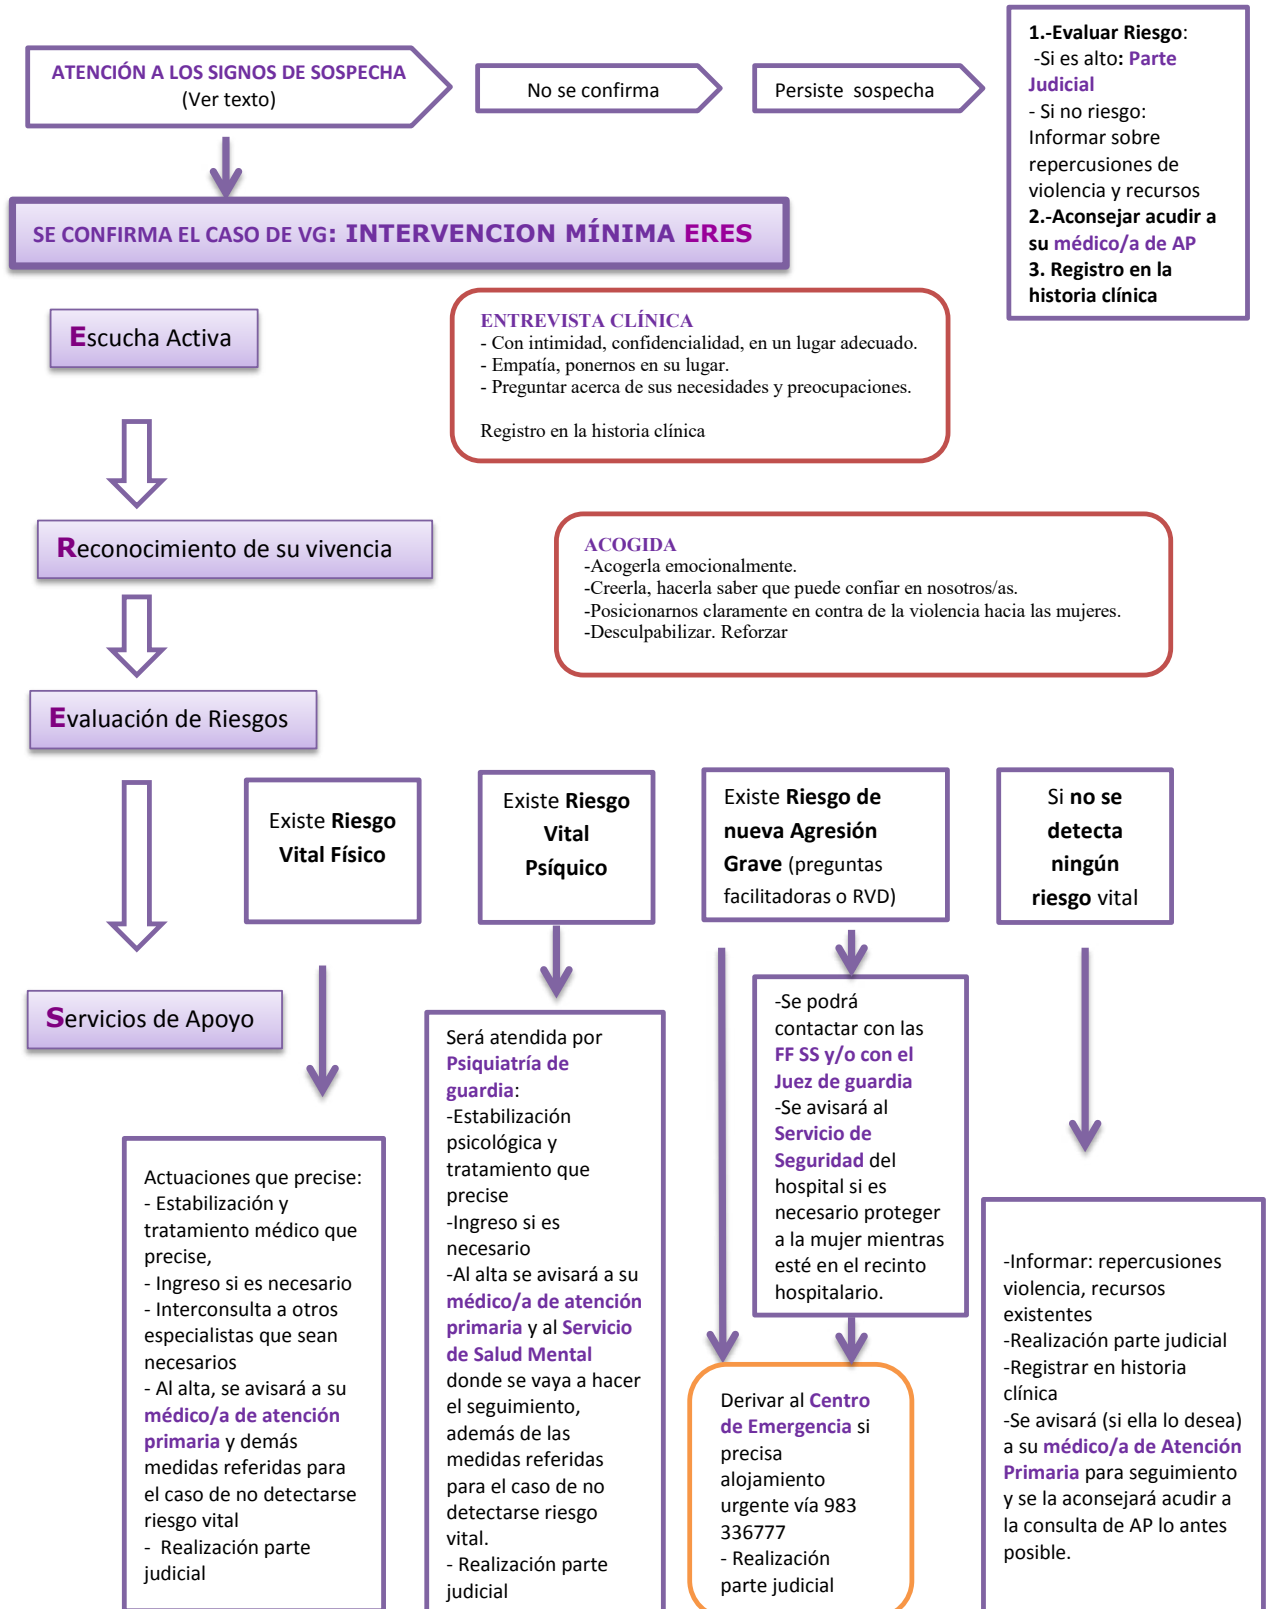 ATENCIÓN A LOS SIGNOS DE SOSPECHA
(Ver texto)
No se confirma
Persiste sospecha
1.-Evaluar Riesgo:
-Si es alto: Parte
Judicial
- Si no riesgo:
Informar sobre
repercusiones de
violencia y recursos
2.-Aconsejar acudir a
su médico/a de AP
3. Registro en la
historia clínica
SE CONFIRMA EL CASO DE VG: INTERVENCION MÍNIMA ERES
Escucha Activa
ENTREVISTA CLÍNICA
- Con intimidad, confidencialidad, en un lugar adecuado.
- Empatía, ponernos en su lugar.
- Preguntar acerca de sus necesidades y preocupaciones.
Registro en la historia clínica
Reconocimiento de su vivencia
ACOGIDA
-Acogerla emocionalmente.
-Creerla, hacerla saber que puede confiar en nosotros/as.
-Posicionarnos claramente en contra de la violencia hacia las mujeres.
-Desculpabilizar. Reforzar
Evaluación de Riesgos
Existe Riesgo
Vital Físico
Existe Riesgo
Vital
Psíquico
Existe Riesgo de
nueva Agresión
Grave (preguntas
facilitadoras o RVD)
Si no se
detecta
ningún
riesgo vital
Servicios de Apoyo
Actuaciones que precise:
- Estabilización y
tratamiento médico que
precise,
- Ingreso si es necesario
- Interconsulta a otros
especialistas que sean
necesarios
- Al alta, se avisará a su
médico/a de atención
primaria y demás
medidas referidas para
el caso de no detectarse
riesgo vital
- Realización parte
judicial
Será atendida por
Psiquiatría de
guardia:
-Estabilización
psicológica y
tratamiento que
precise
-Ingreso si es
necesario
-Al alta se avisará a su
médico/a de atención
primaria y al Servicio
de Salud Mental
donde se vaya a hacer
el seguimiento,
además de las
medidas referidas
para el caso de no
detectarse riesgo
vital.
- Realización parte
judicial
-Se podrá
contactar con las
FF SS y/o con el
Juez de guardia
-Se avisará al
Servicio de
Seguridad del
hospital si es
necesario proteger
a la mujer mientras
esté en el recinto
hospitalario.
Derivar al Centro
de Emergencia si
precisa
alojamiento
urgente vía 983
336777
- Realización
parte judicial
-Informar: repercusiones
violencia, recursos
existentes
-Realización parte judicial
-Registrar en historia
clínica
-Se avisará (si ella lo desea)
a su médico/a de Atención
Primaria para seguimiento
y se la aconsejará acudir a
la consulta de AP lo antes
posible.